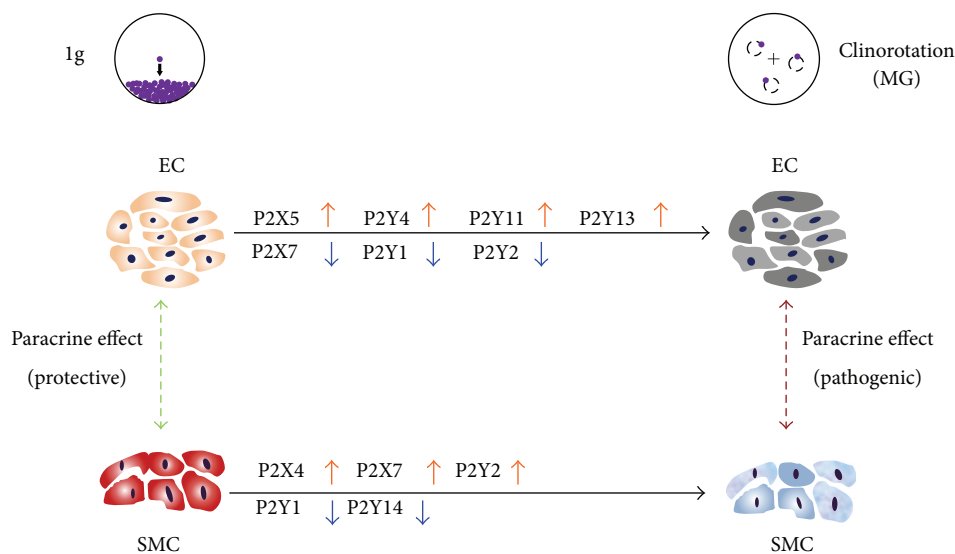 1g
Clinorotation
(MG)
EC
EC
P2X5 ↑ P2Y4 ↑ P2Y11 ↑ P2Y13 ↑
P2X7 ↓ P2Y1 ↓ P2Y2 ↓
Paracrine effect
(protective)
Paracrine effect
(pathogenic)
P2X4 ↑ P2X7 ↑ P2Y2 ↑
P2Y1 ↓ P2Y14 ↓
SMC
SMC